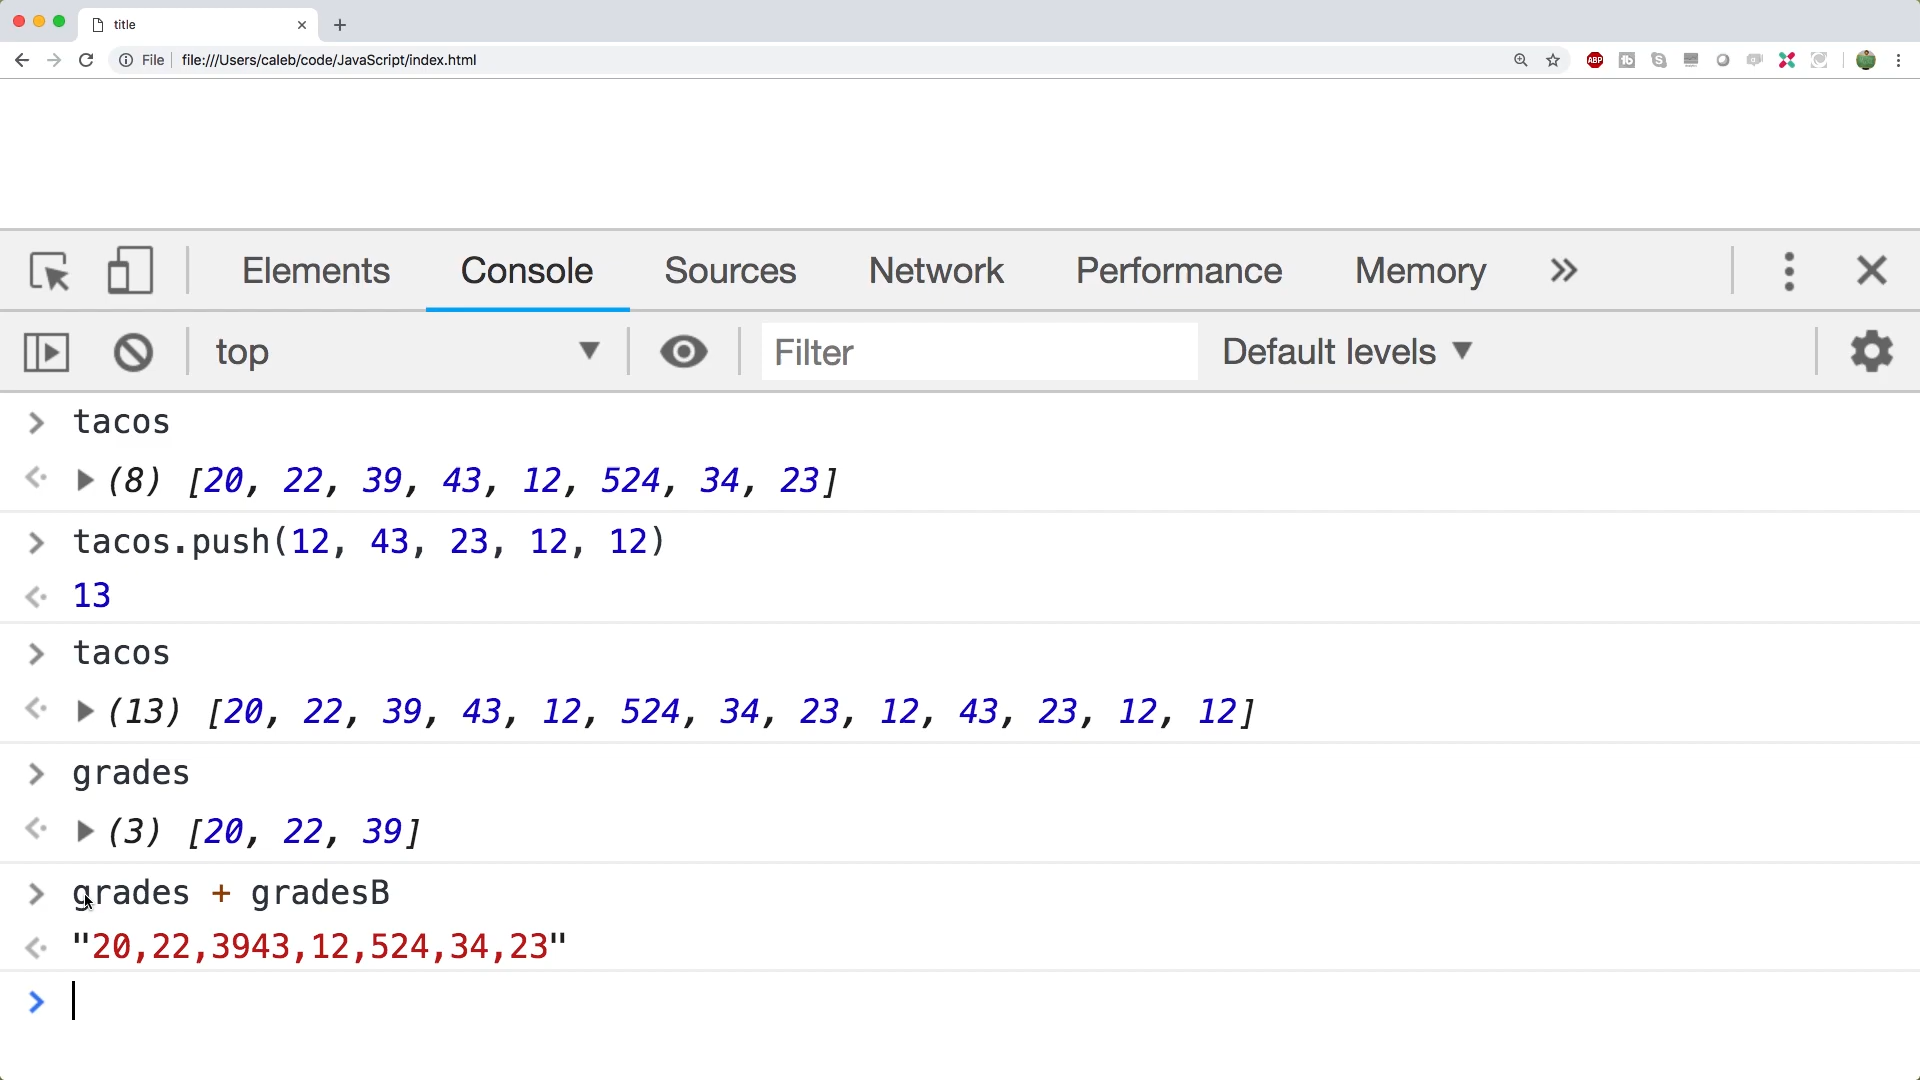 title
File file:///Users/caleb/code/JavaScript/index.html
ABP
Elements Console Sources Network Performance Memory
top Filter Default levels
tacos
(8) [20, 22, 39, 43, 12, 524, 34, 23]
tacos.push(12, 43, 23, 12, 12)
13
tacos
(13) [20, 22, 39, 43, 12, 524, 34, 23, 12, 43, 23, 12, 12]
grades
(3) [20, 22, 39]
grades + gradesB
"20,22,3943,12,524,34,23"